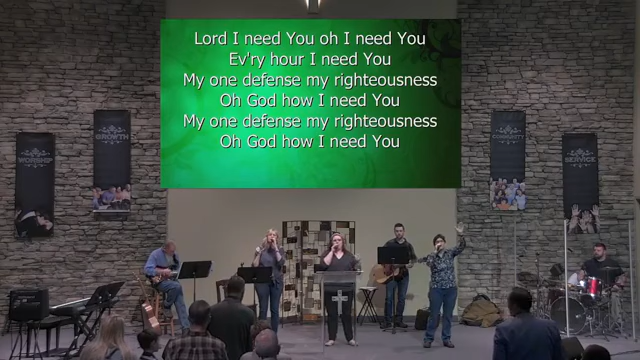 Lord I need You oh I need You
Ev'ry hour I need You
My one defense my righteousness
Oh God how I need You
My one defense my righteousness
Oh God how I need You
WORSHIP
GROWTH
COMMUNITY
SERVICE